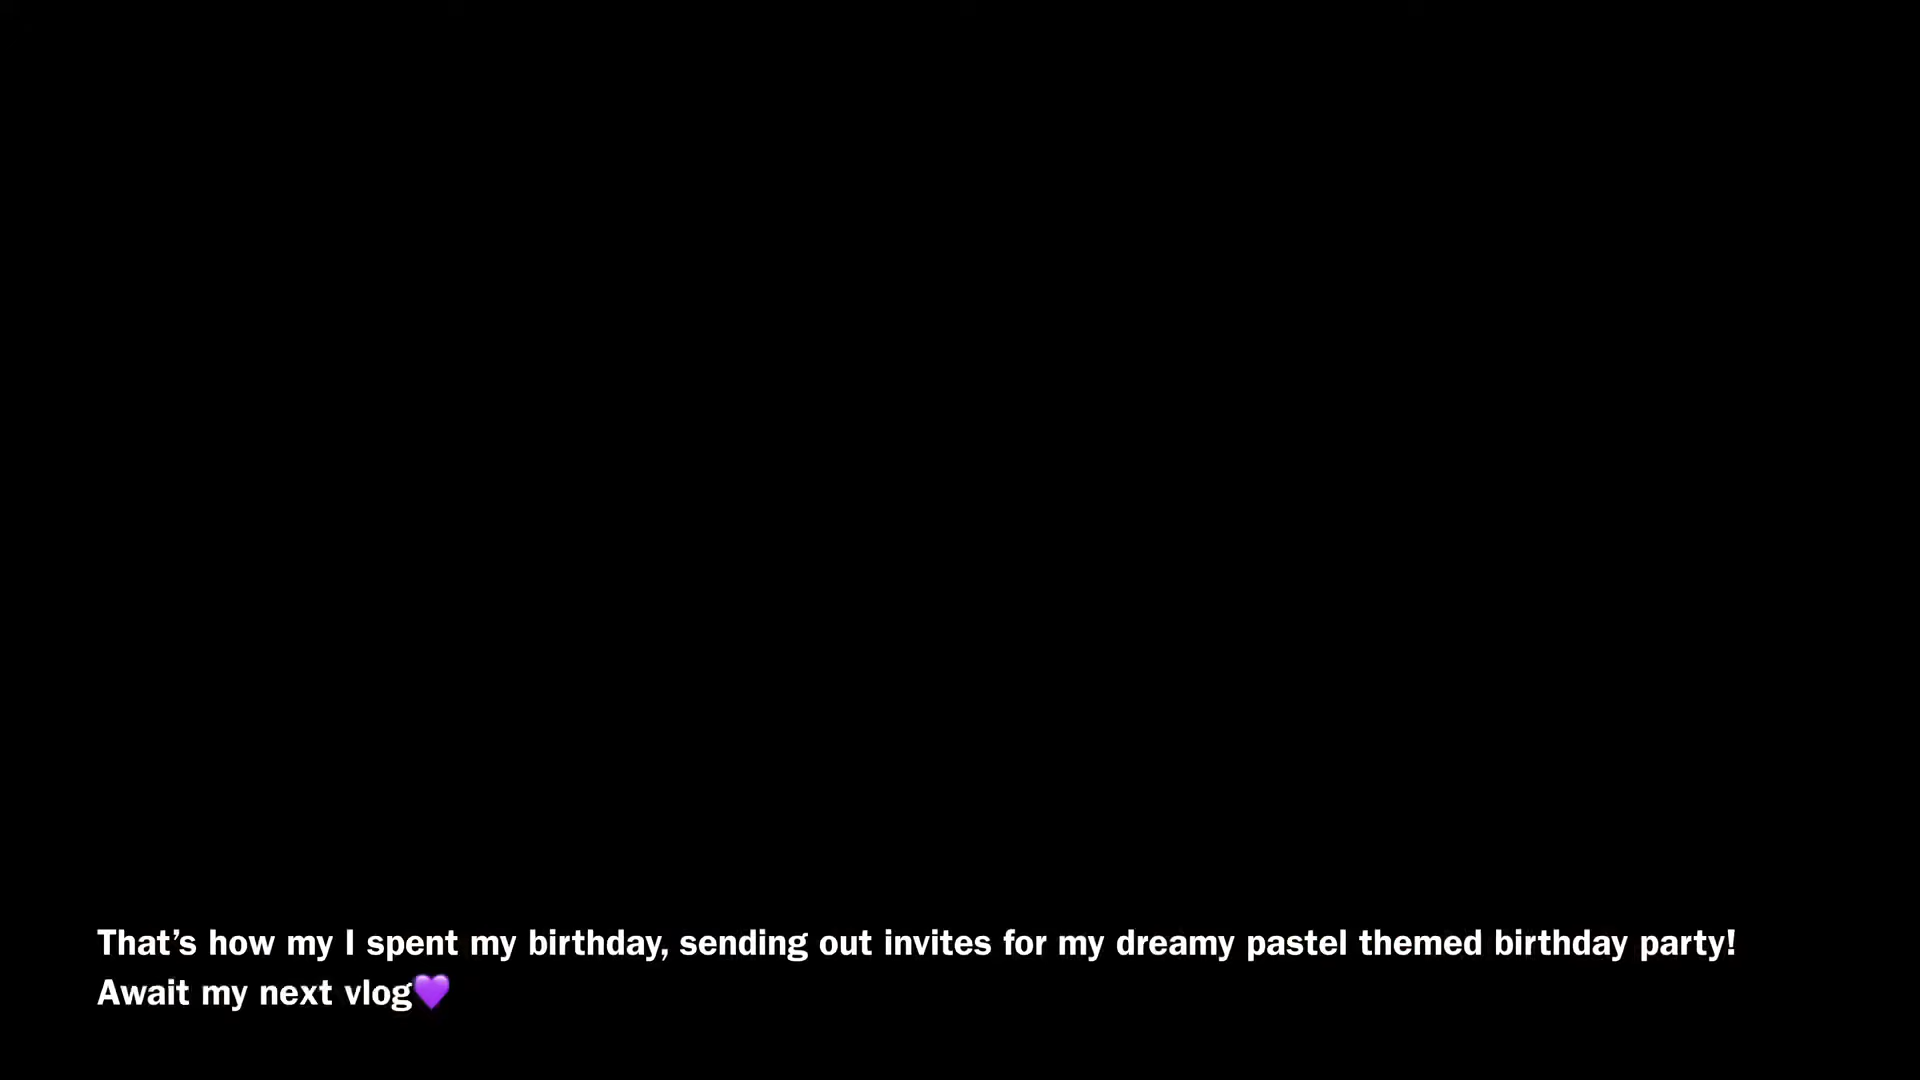 That’s how my I spent my birthday, sending out invites for my dreamy pastel themed birthday party!
Await my next vlog💜